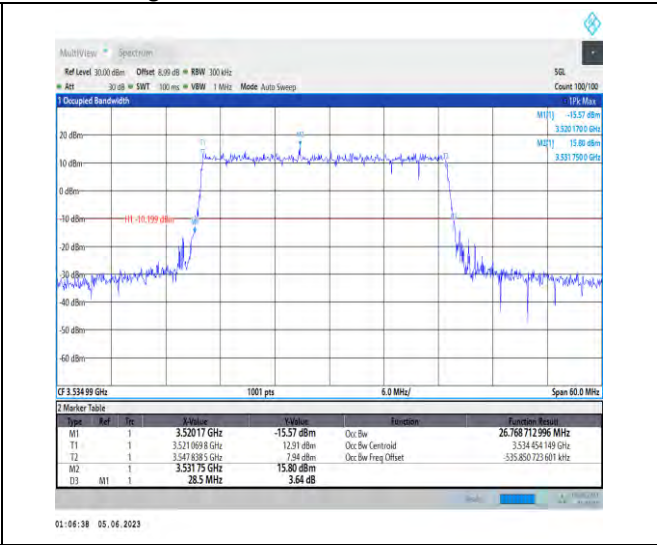 MultiView Spectrum
Ref Level 30.00 dBm Offset 8.99 dB RBW 300 kHz SGL
Att 30 dB SWT 100 ms VBW 1 MHz Mode Auto Sweep Count 100/100
1 Occupied Bandwidth 1Pk Max
M1[1] -15.57 dBm
3.520 1700 GHz
20 dBm M2[1] 15.80 dBm
3.531 7500 GHz
T1
M2
10 dBm
0 dBm
-10 dBm H1 -10.199 dBm
-20 dBm
-30 dBm
-40 dBm
-50 dBm
-60 dBm
CF 3.534 99 GHz 1001 pts 6.0 MHz/ Span 60.0 MHz
2 Marker Table
Type Ref Trc X-Value Y-Value Function Function Result
M1 1 3.52017 GHz -15.57 dBm Occ Bw 26.768 712 996 MHz
T1 1 3.521 069 8 GHz 12.91 dBm Occ Bw Centroid 3.534 454 149 GHz
T2 1 3.547 838 5 GHz 7.94 dBm Occ Bw Freq Offset -535.850 723 601 kHz
M2 1 3.531 75 GHz 15.80 dBm
D3 M1 1 28.5 MHz 3.64 dB
01:06:38 05.06.2023